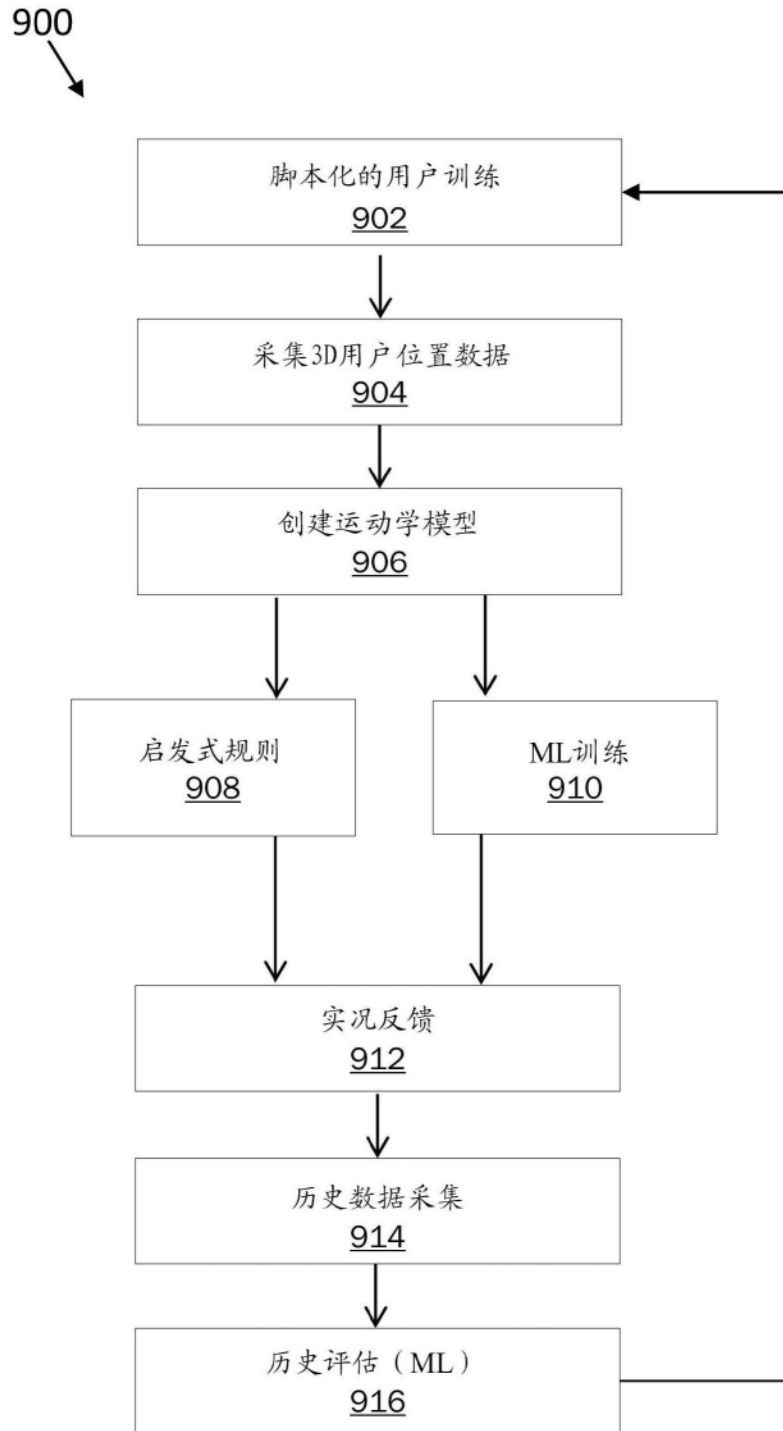 900
脚本化的用户训练
902
采集3D用户位置数据
904
创建运动学模型
906
启发式规则
908
ML训练
910
实况反馈
912
历史数据采集
914
历史评估（ML）
916